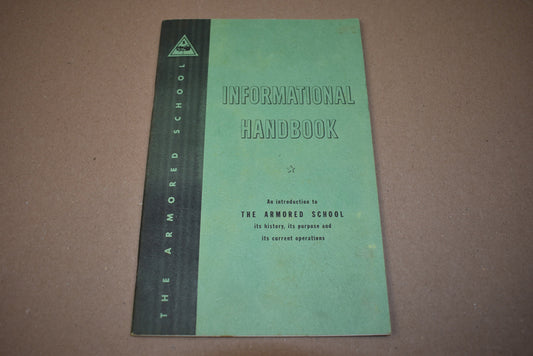 THE ARMORED SCHOOL
INFORMATIONAL
HANDBOOK
An introduction to
THE ARMORED SCHOOL
its history, its purpose and
its current operations